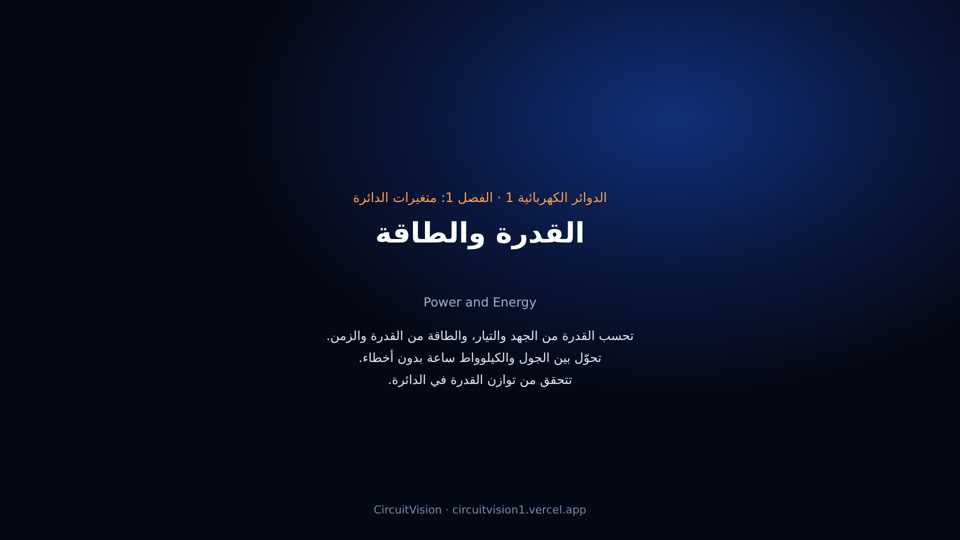 الدوائر الكهربائية 1 · الفصل 1: متغيرات الدائرة
القدرة والطاقة
Power and Energy
تحسب القدرة من الجهد والتيار، والطاقة من القدرة والزمن.
تحوّل بين الجول والكيلوواط ساعة بدون أخطاء.
تتحقق من توازن القدرة في الدائرة.
CircuitVision · circuitvision1.vercel.app